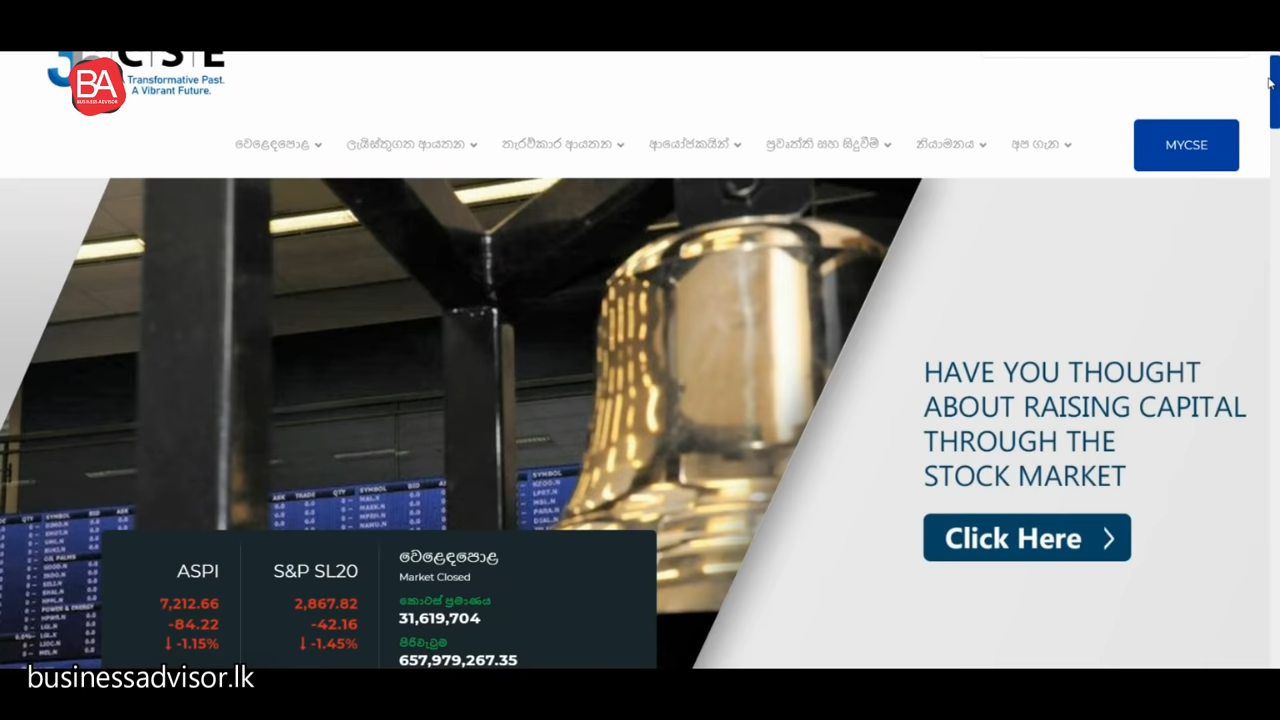 C|S|E
Transformative Past.
A Vibrant Future.
BA
BUSINESS ADVISOR
වෙළෙඳපොළ
ලැයිස්තුගත ආයතන
තැරව්කාර ආයතන
ආයෝජකයින්
ප්‍රවෘත්ති සහ සිදුවීම්
නියාමනය
අප ගැන
MYCSE
HAVE YOU THOUGHT
ABOUT RAISING CAPITAL
THROUGH THE
STOCK MARKET
Click Here
ASPI
7,212.66
-84.22
↓ -1.15%
S&P SL20
2,867.82
-42.16
↓ -1.45%
වෙළෙඳපොළ
Market Closed
කොටස් ප්‍රමාණය
31,619,704
පිරිවැටුම
657,979,267.35
businessadvisor.lk